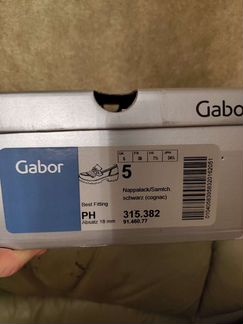 Gabor
Gabor
5
Nappalack/Samtch.
schwarz (cognac)
Best Fitting
PH
315.382
Absatz 18 mm
91.460.77